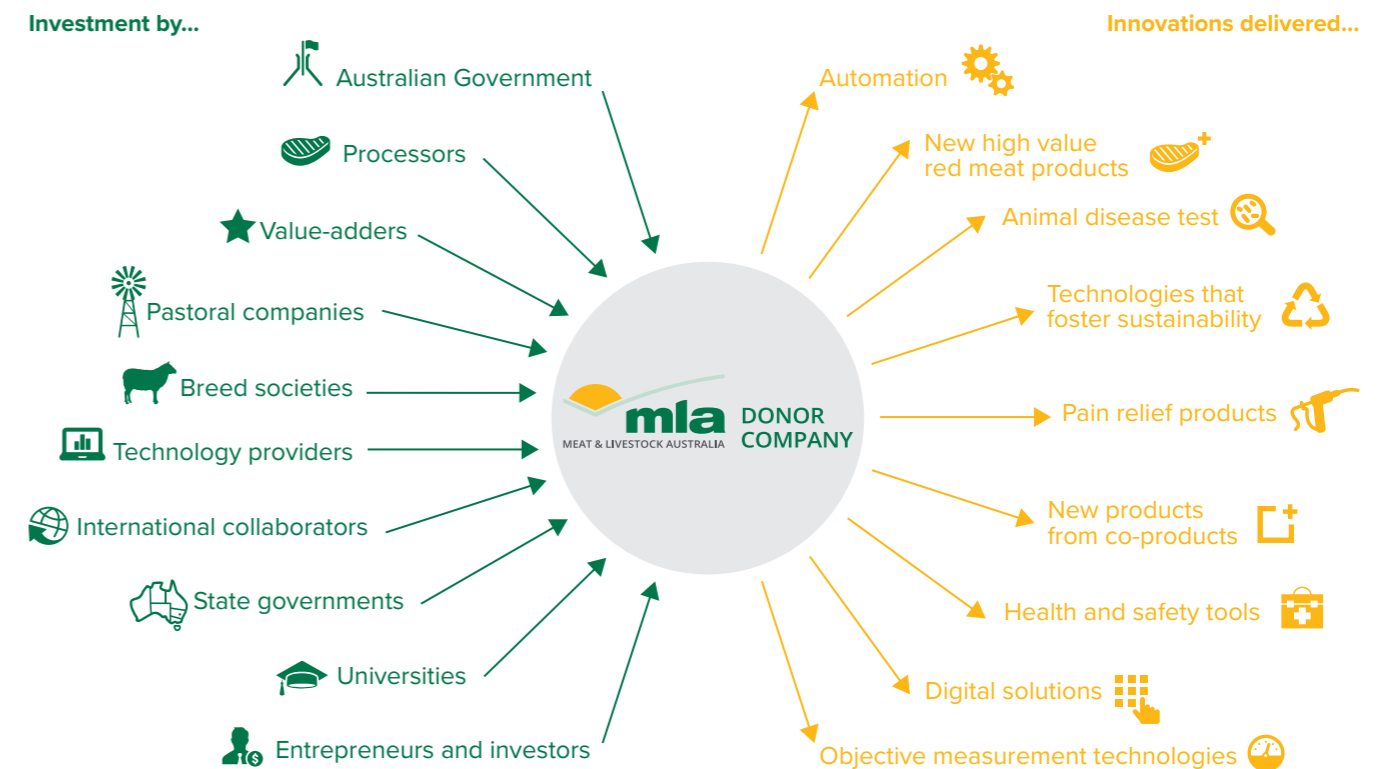 Investment by...
Australian Government
Processors
Value-adders
Pastoral companies
Breed societies
Technology providers
International collaborators
State governments
Universities
Entrepreneurs and investors
mla
MEAT & LIVESTOCK AUSTRALIA
DONOR
COMPANY
Innovations delivered...
Automation
New high value
red meat products
Animal disease test
Technologies that
foster sustainability
Pain relief products
New products
from co-products
Health and safety tools
Digital solutions
Objective measurement technologies